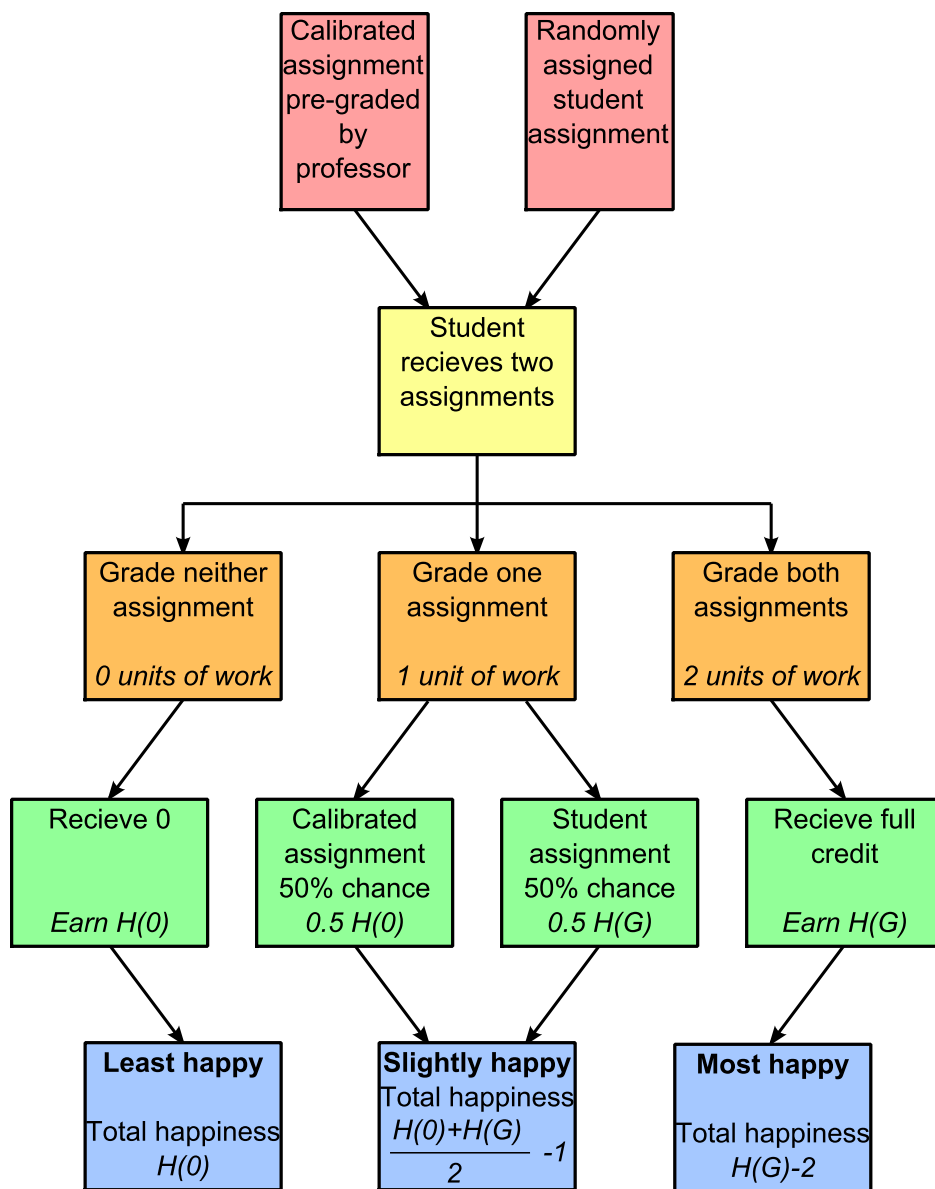 Calibrated
assignment
pre-graded
by
professor
Randomly
assigned
student
assignment
Student
recieves two
assignments
Grade neither
assignment
0 units of work
Grade one
assignment
1 unit of work
Grade both
assignments
2 units of work
Recieve 0
Earn H(0)
Calibrated
assignment
50% chance
0.5 H(0)
Student
assignment
50% chance
0.5 H(G)
Recieve full
credit
Earn H(G)
Least happy
Total happiness
H(0)
Slightly happy
Total happiness
H(0)+H(G)
2
-1
Most happy
Total happiness
H(G)-2